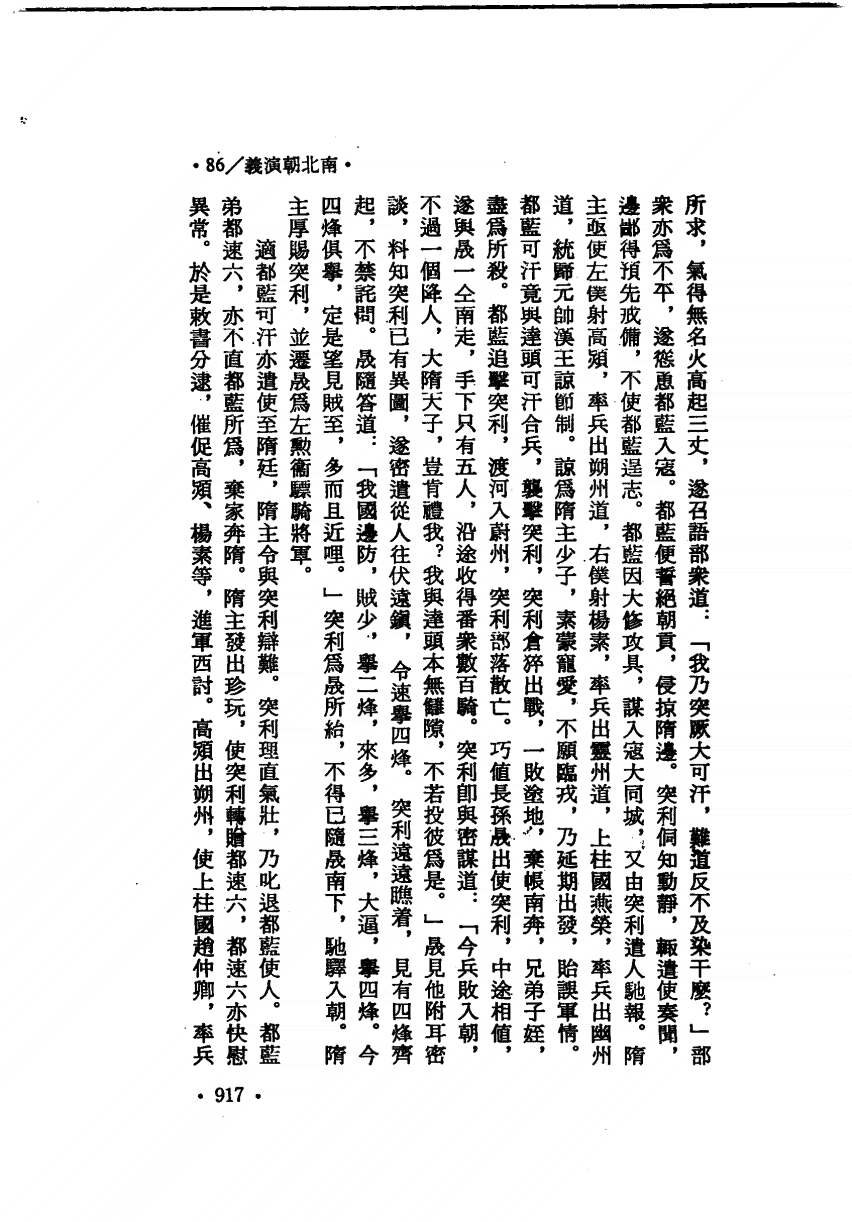 ・86／義演朝北南・
所求，氣得無名火高起三丈，遂召語部衆道：「我乃突厥大可汗，難道反不及染干麼？」部
衆亦爲不平，遂慫恿都藍入寇。都藍便誓絕朝貢，侵掠隋邊。突利伺知動靜，輒遣使奏聞，
邊鄙得預先戒備，不使都藍逞志。都藍因大修攻具，謀入寇大同城，又由突利遣人馳報。隋
主亟使左僕射高熲，率兵出朔州道，右僕射楊素，率兵出靈州道，上柱國燕榮，率兵出幽州
道，統歸元帥漢王諒節制。諒爲隋主少子，素蒙寵愛，不願臨戎，乃延期出發，貽誤軍情。
都藍可汗竟與達頭可汗合兵，襲擊突利，突利倉猝出戰，一敗塗地，棄帳南奔，兄弟子姪，
盡爲所殺。都藍追擊突利，渡河入蔚州，突利部落散亡。巧值長孫晟出使突利，中途相值，
遂與晟一仝南走，手下只有五人，沿途收得番衆數百騎。突利卽與密謀道：「今兵敗入朝，
不過一個降人，大隋天子，豈肯禮我？我與達頭本無讎隙，不若投彼爲是。」晟見他附耳密
談，料知突利已有異圖，遂密遣從人往伏遠鎭，令速擧四烽。突利遠遠瞧着，見有四烽齊
起，不禁詫問。晟隨答道：「我國邊防，賊少，擧二烽，來多，擧三烽，大逼，擧四烽。今
四烽俱擧，定是望見賊至，多而且近哩。」突利爲晟所紿，不得已隨晟南下，馳驛入朝。隋
主厚賜突利，並遷晟爲左勳衞驃騎將軍。
適都藍可汗亦遣使至隋廷，隋主令與突利辯難。突利理直氣壯，乃叱退都藍使人。都藍
弟都速六，亦不直都藍所爲，棄家奔隋。隋主發出珍玩，使突利轉贈都速六，都速六亦快慰
異常。於是敕書分逮，催促高熲、楊素等，進軍西討。高熲出朔州，使上柱國趙仲卿，率兵
・917・